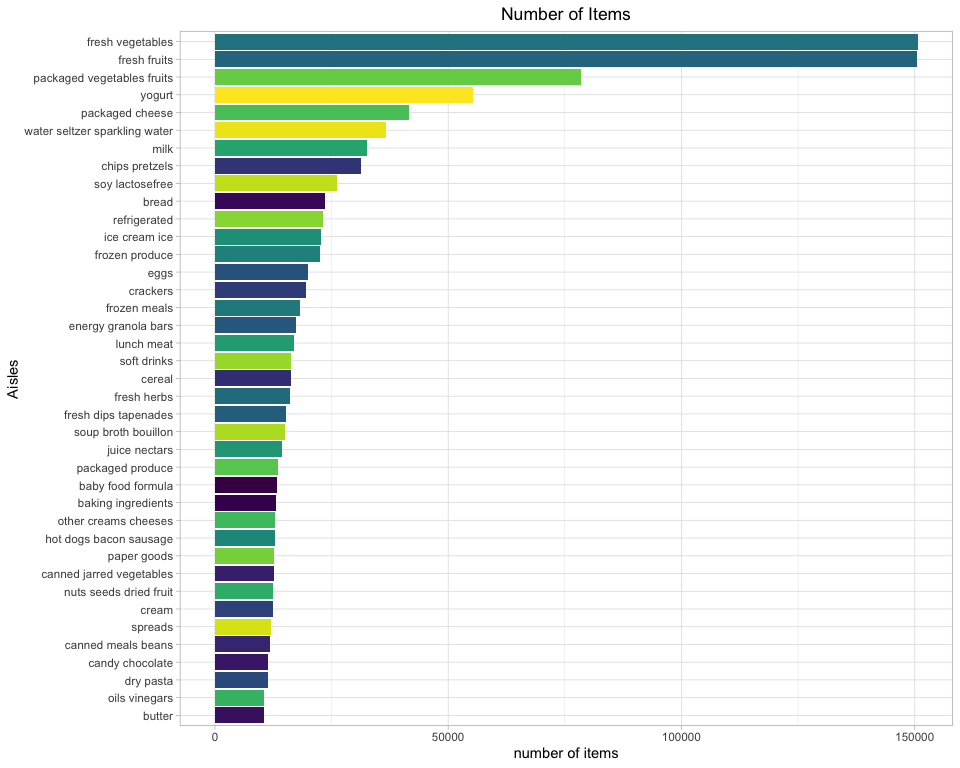 Number of Items
fresh vegetables
fresh fruits
packaged vegetables fruits
yogurt
packaged cheese
water seltzer sparkling water
milk
chips pretzels
soy lactosefree
bread
refrigerated
ice cream ice
frozen produce
eggs
crackers
frozen meals
energy granola bars
lunch meat
soft drinks
cereal
fresh herbs
fresh dips tapenades
soup broth bouillon
juice nectars
packaged produce
baby food formula
baking ingredients
other creams cheeses
hot dogs bacon sausage
paper goods
canned jarred vegetables
nuts seeds dried fruit
cream
spreads
canned meals beans
candy chocolate
dry pasta
oils vinegars
butter
Aisles
0 50000 100000 150000
number of items